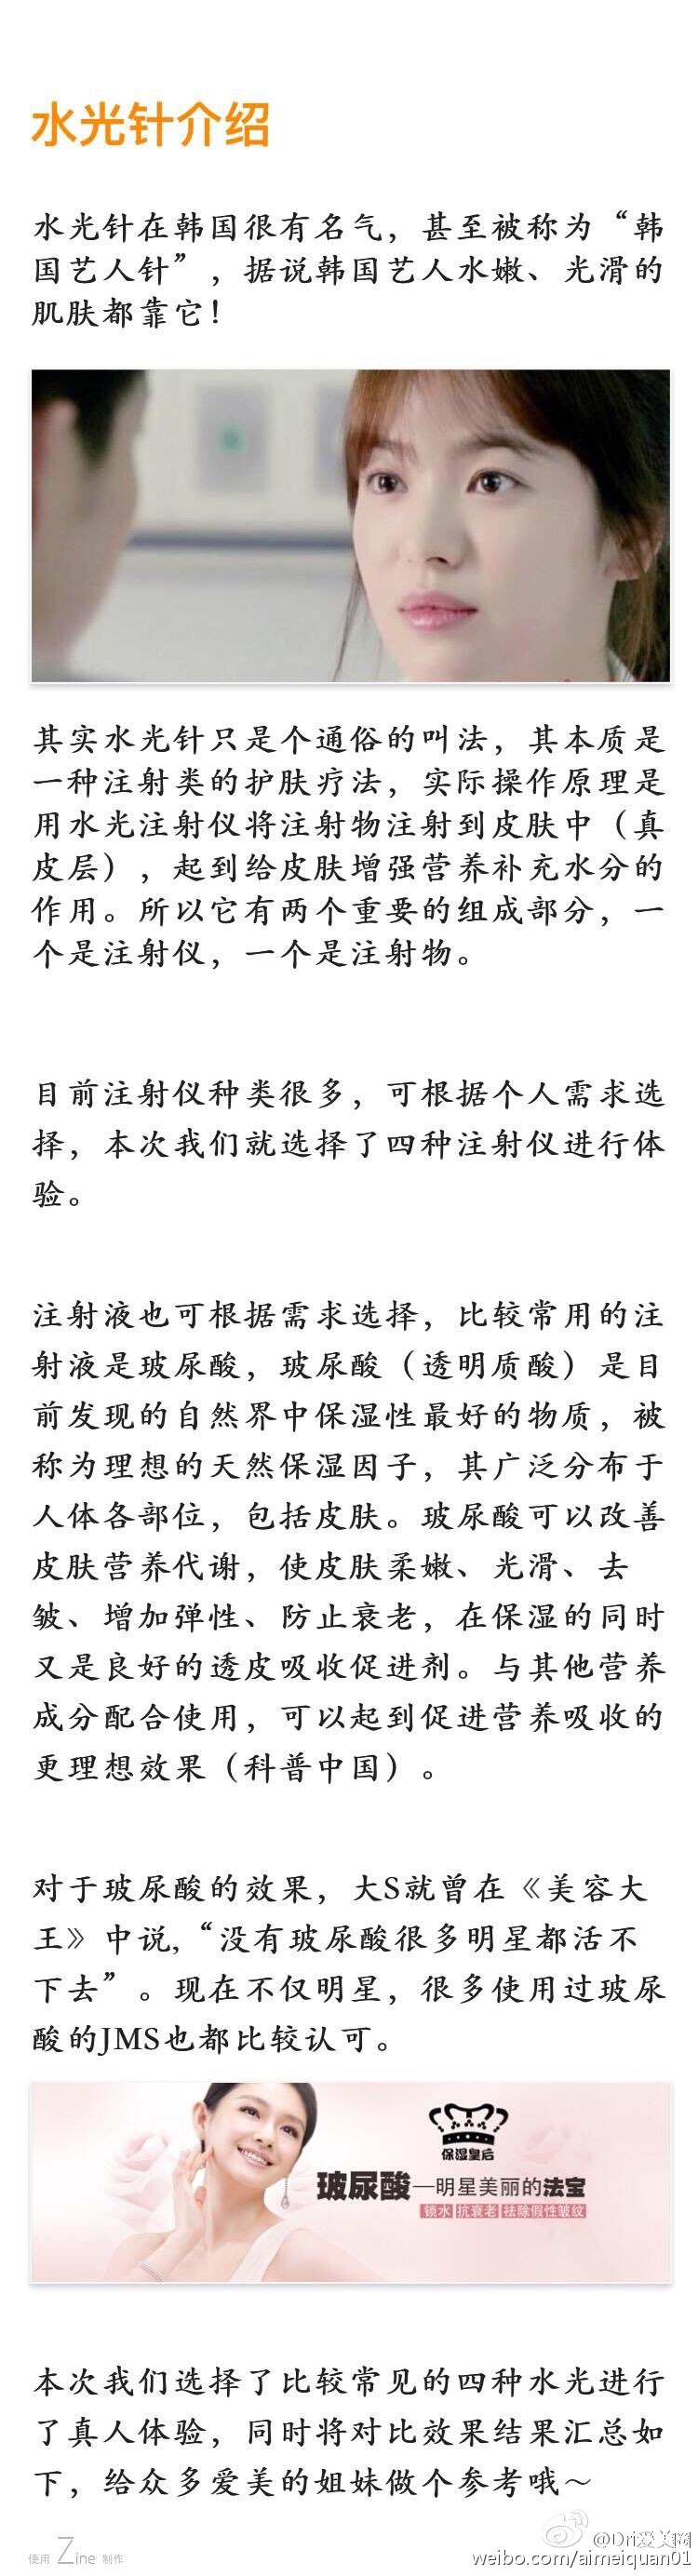 水光针介绍
水光针在韩国很有名气，甚至被称为“韩
国艺人针”，据说韩国艺人水嫩、光滑的
肌肤都靠它！
其实水光针只是个通俗的叫法，其本质是
一种注射类的护肤疗法，实际操作原理是
用水光注射仪将注射物注射到皮肤中（真
皮层），起到给皮肤增强营养补充水分的
作用。所以它有两个重要的组成部分，一
个是注射仪，一个是注射物。
目前注射仪种类很多，可根据个人需求选
择，本次我们就选择了四种注射仪进行体
验。
注射液也可根据需求选择，比较常用的注
射液是玻尿酸，玻尿酸（透明质酸）是目
前发现的自然界中保湿性最好的物质，被
称为理想的天然保湿因子，其广泛分布于
人体各部位，包括皮肤。玻尿酸可以改善
皮肤营养代谢，使皮肤柔嫩、光滑、去
皱、增加弹性、防止衰老，在保湿的同时
又是良好的透皮吸收促进剂。与其他营养
成分配合使用，可以起到促进营养吸收的
更理想效果（科普中国）。
对于玻尿酸的效果，大S就曾在《美容大
王》中说，“没有玻尿酸很多明星都活不
下去”。现在不仅明星，很多使用过玻尿
酸的JMS也都比较认可。
保湿皇后
玻尿酸—明星美丽的法宝
锁水 抗衰老 祛除假性皱纹
本次我们选择了比较常见的四种水光进行
了真人体验，同时将对比效果结果汇总如
下，给众多爱美的姐妹做个参考哦～
使用 Zine 制作
@Dri爱美圈
weibo.com/aimeiquan01